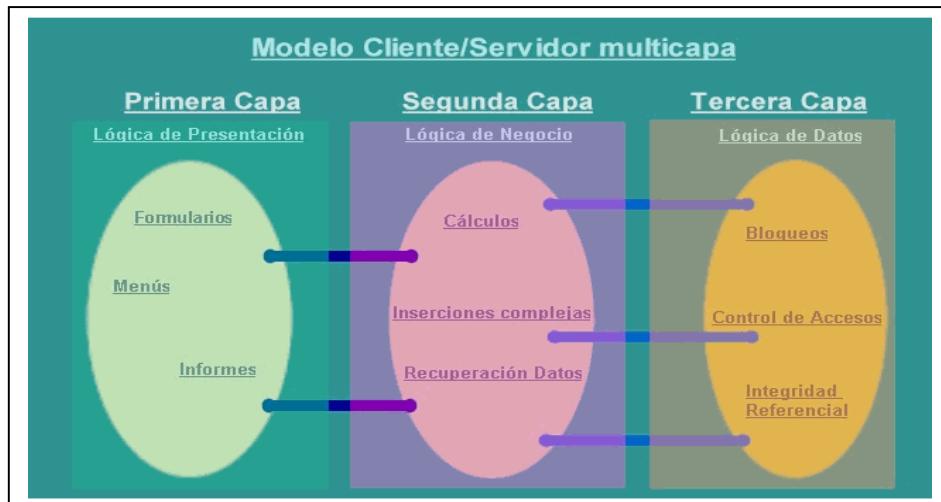 Modelo Cliente/Servidor multicapa
Primera Capa
Segunda Capa
Tercera Capa
Lógica de Presentación
Lógica de Negocio
Lógica de Datos
Formularios
Menús
Informes
Cálculos
Inserciones complejas
Recuperación Datos
Bloqueos
Control de Accesos
Integridad
Referencial